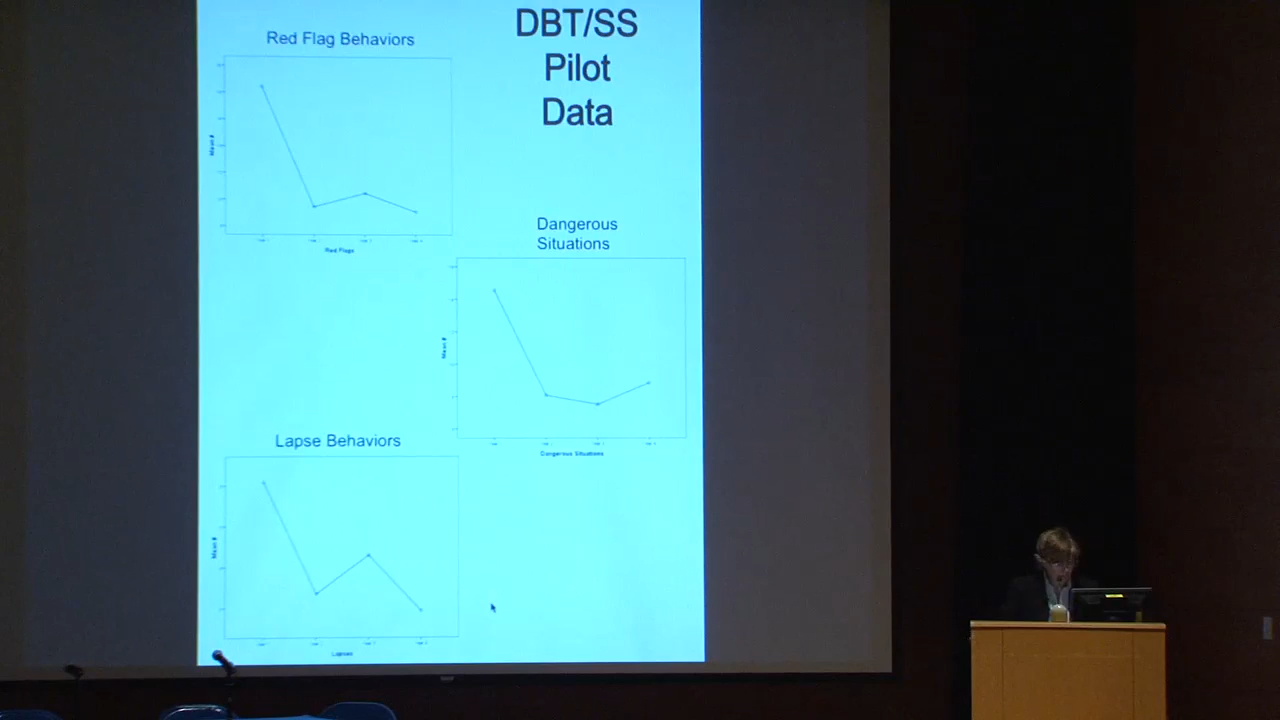 DBT/SS
Pilot
Data
Red Flag Behaviors
Mean #
Red Flags
Dangerous
Situations
Mean #
Dangerous Situations
Lapse Behaviors
Mean #
Lapses